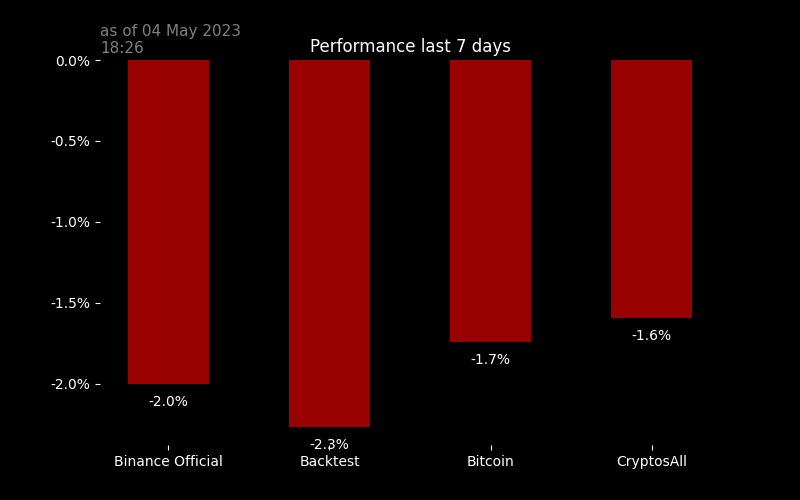 as of 04 May 2023
18:26
Performance last 7 days
0.0%
-0.5%
-1.0%
-1.5%
-2.0%
-2.0%
-2.3%
-1.7%
-1.6%
Binance Official
Backtest
Bitcoin
CryptosAll